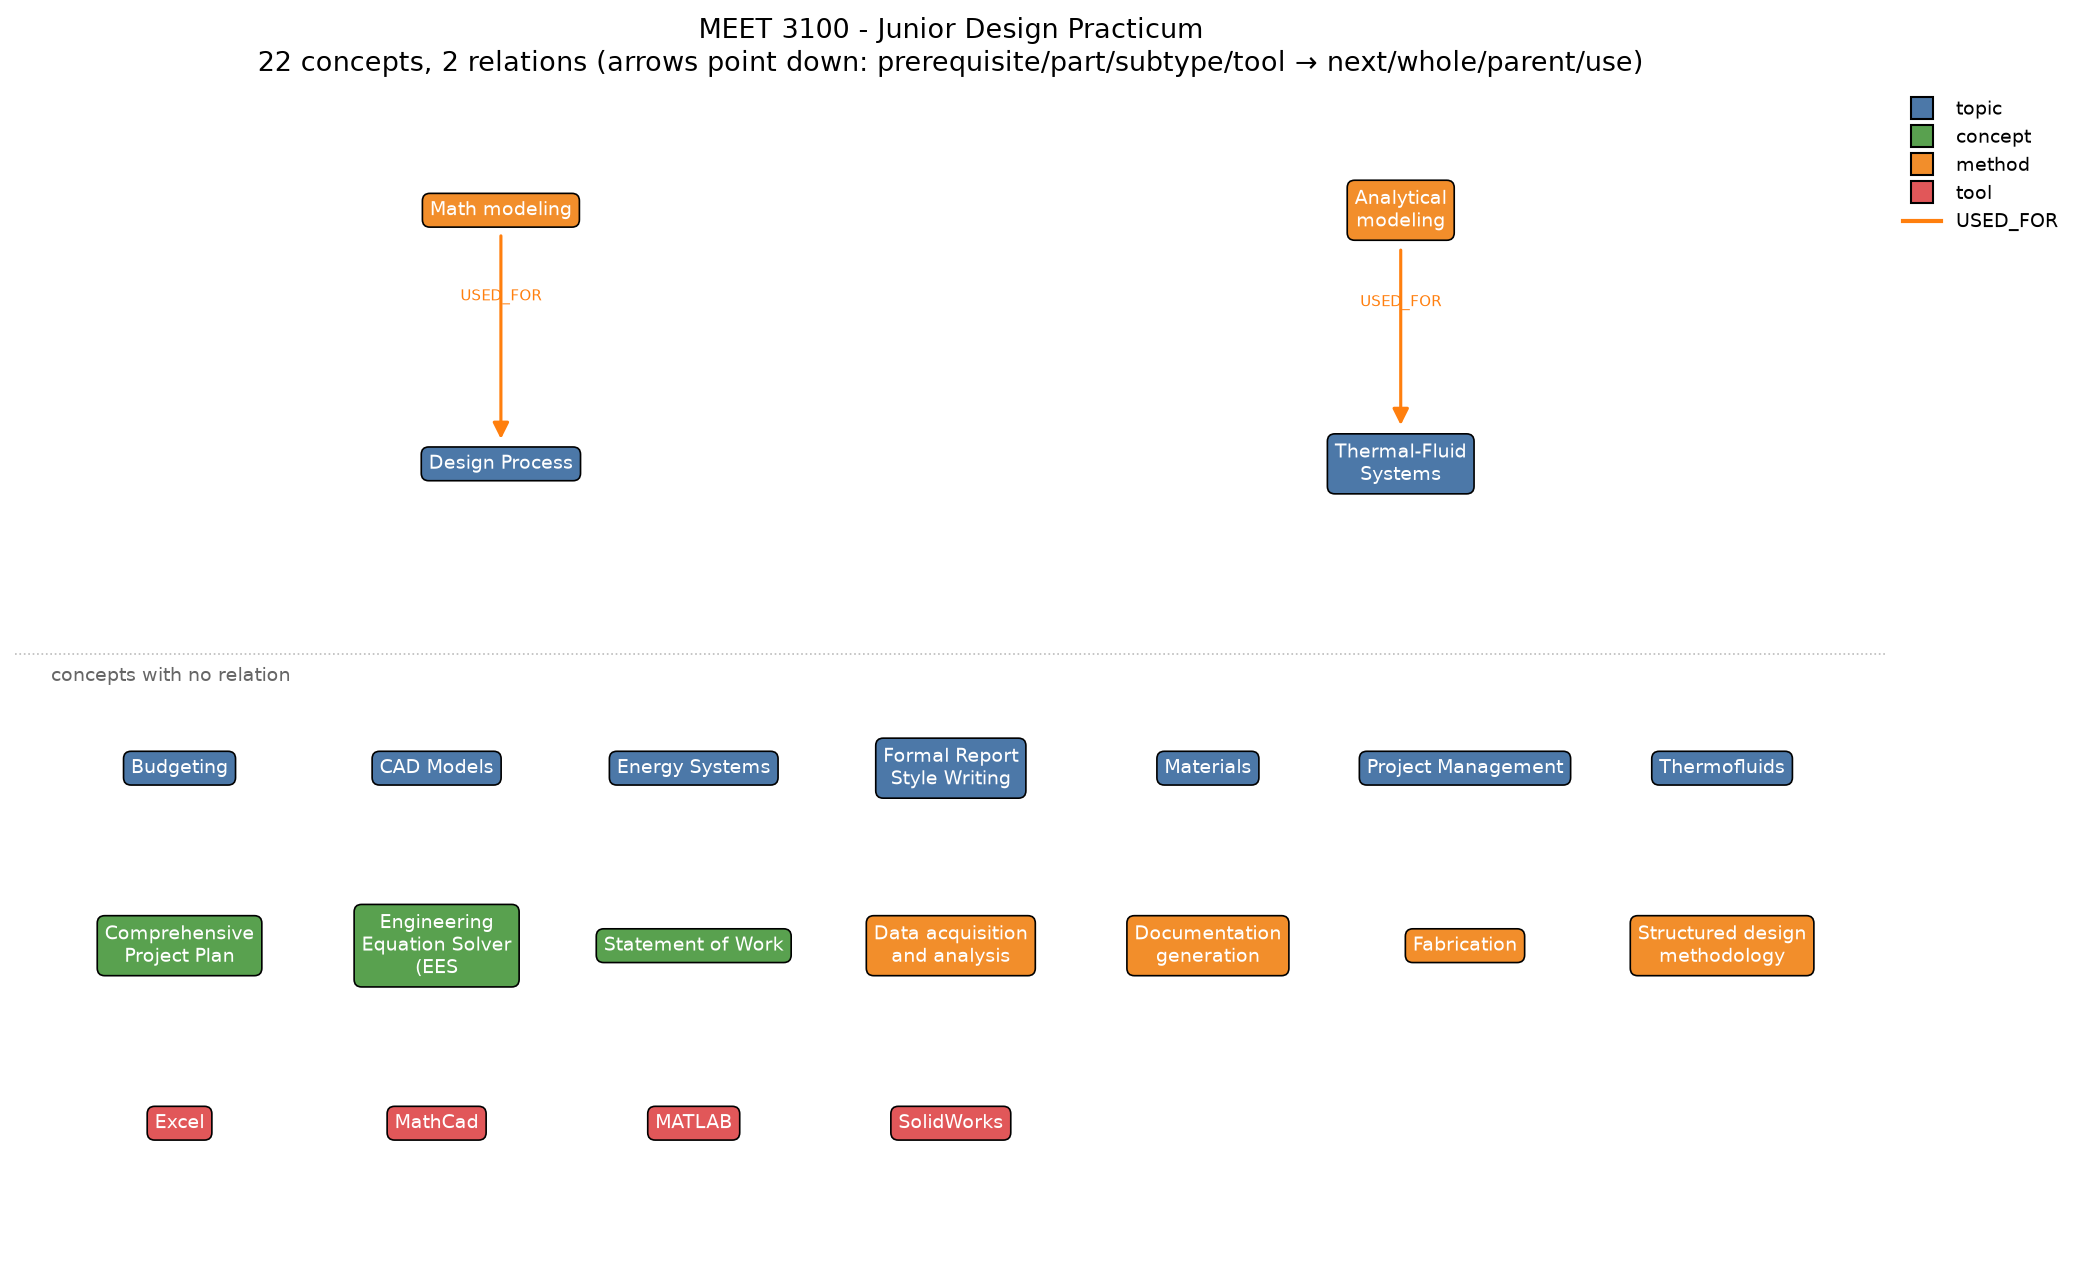 MEET 3100 - Junior Design Practicum
22 concepts, 2 relations (arrows point down: prerequisite/part/subtype/tool → next/whole/parent/use)
topic
concept
method
tool
USED_FOR
Math modeling
Analytical
modeling
USED_FOR
USED_FOR
Design Process
Thermal-Fluid
Systems
concepts with no relation
Budgeting
CAD Models
Energy Systems
Formal Report
Style Writing
Materials
Project Management
Thermofluids
Comprehensive
Project Plan
Engineering
Equation Solver
(EES
Statement of Work
Data acquisition
and analysis
Documentation
generation
Fabrication
Structured design
methodology
Excel
MathCad
MATLAB
SolidWorks